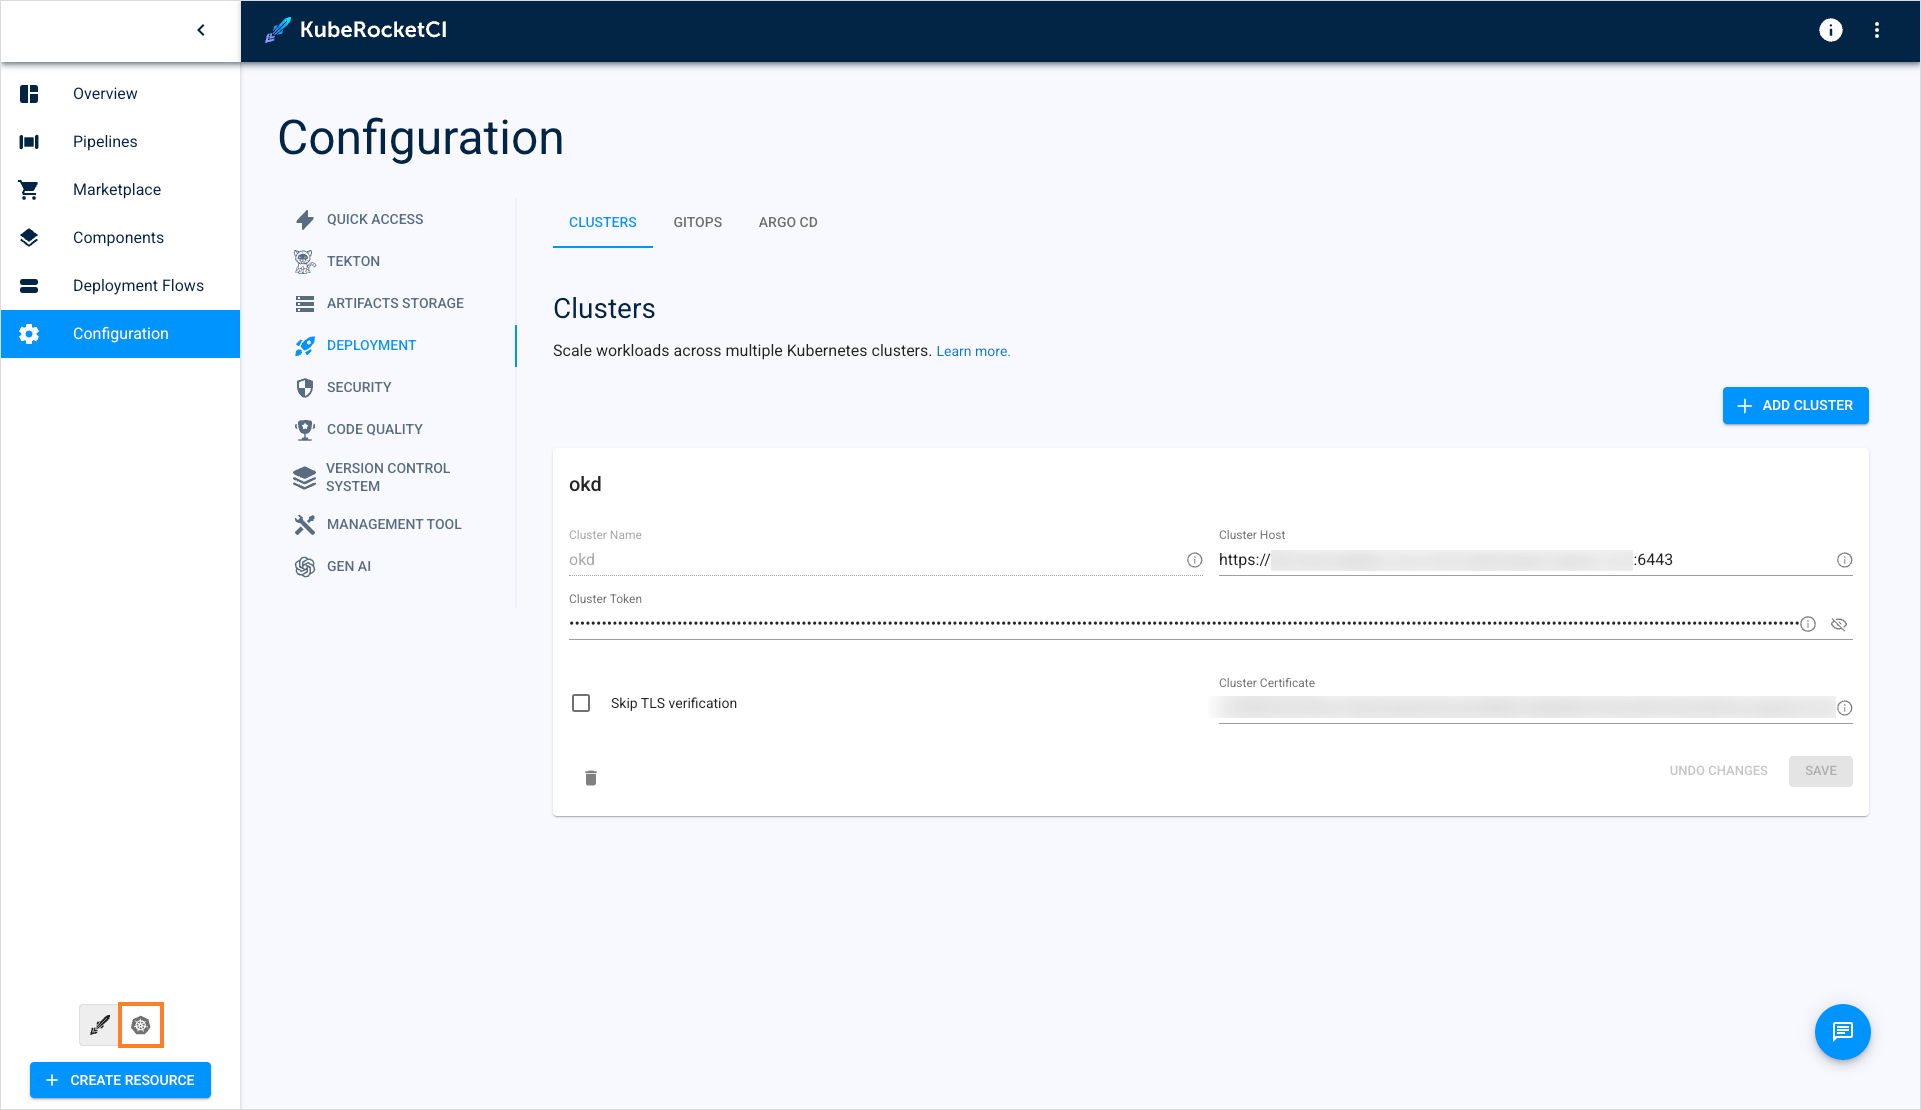 KubeRocketCI
Overview
Pipelines
Marketplace
Components
Deployment Flows
Configuration
CREATE RESOURCE
Configuration
QUICK ACCESS
TEKTON
ARTIFACTS STORAGE
DEPLOYMENT
SECURITY
CODE QUALITY
VERSION CONTROL
SYSTEM
MANAGEMENT TOOL
GEN AI
CLUSTERS GITOPS ARGO CD
Clusters
Scale workloads across multiple Kubernetes clusters. Learn more.
ADD CLUSTER
okd
Cluster Name
okd
Cluster Host
https:// :6443
Cluster Token
Skip TLS verification
Cluster Certificate
UNDO CHANGES SAVE